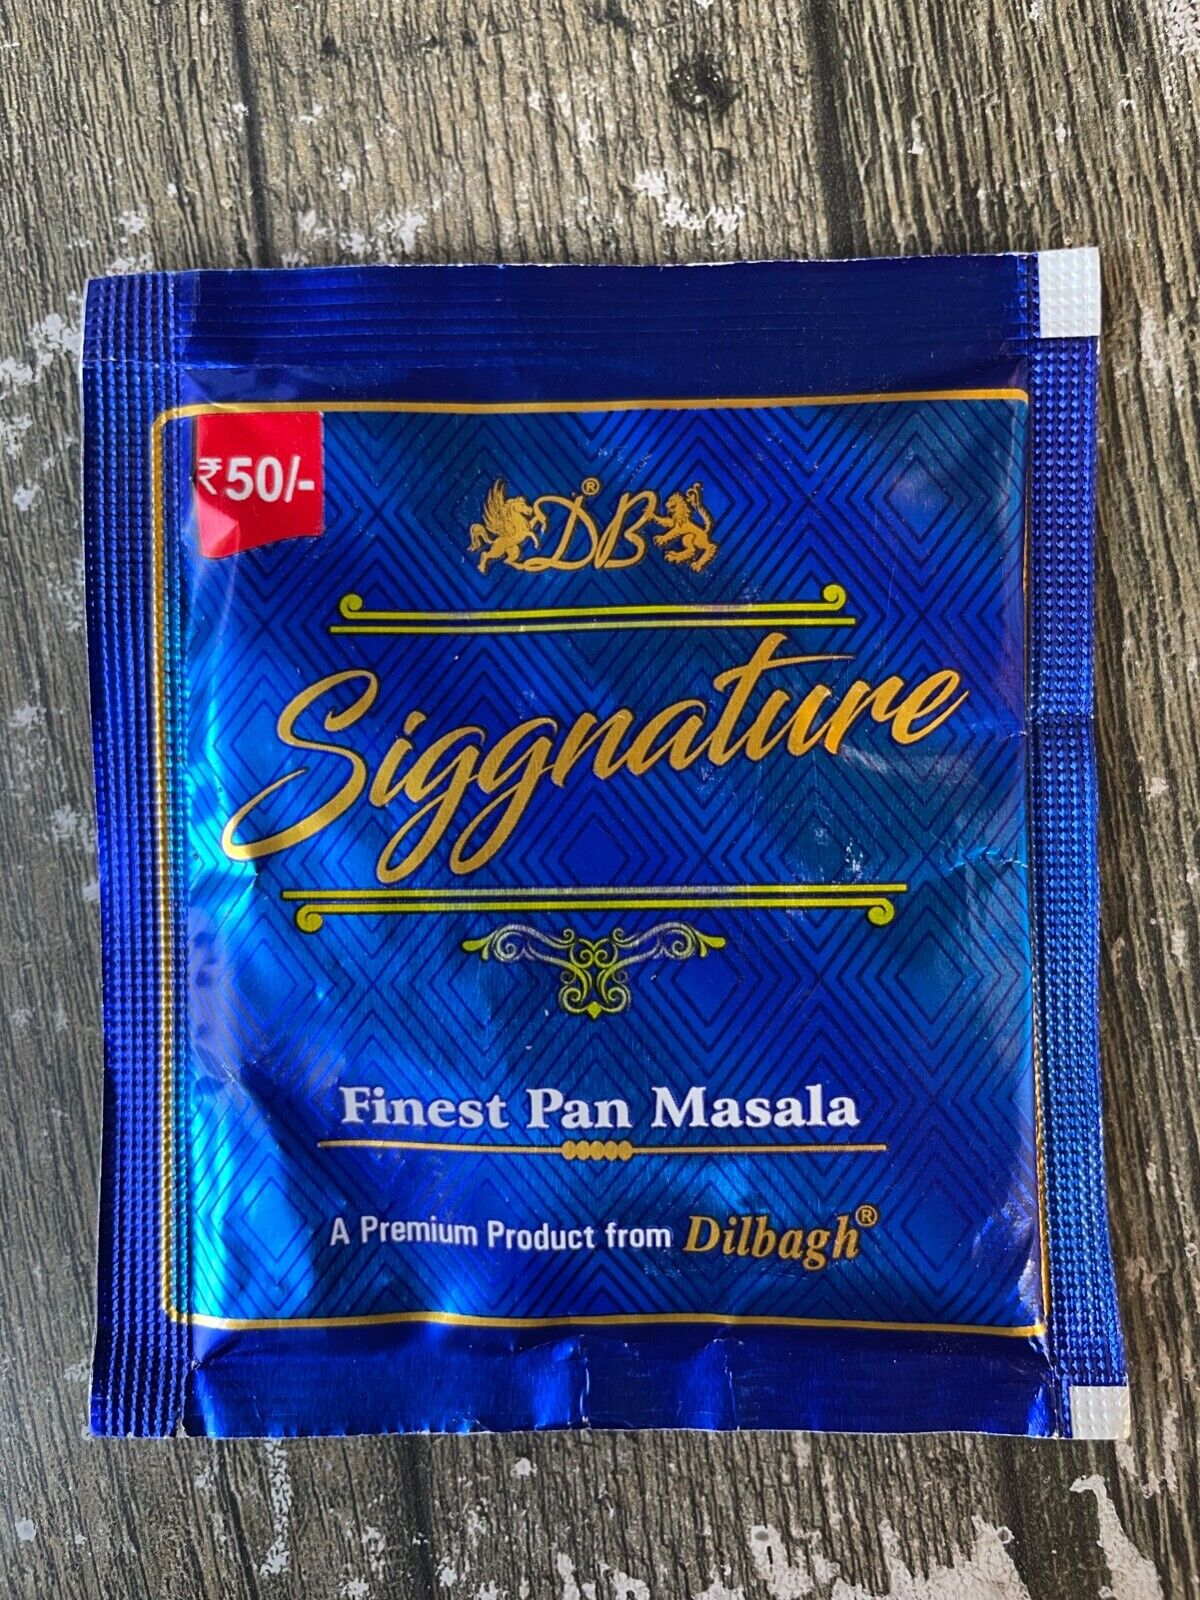 ₹50/-
DB®
Siggnature
Finest Pan Masala
A Premium Product from Dilbagh®